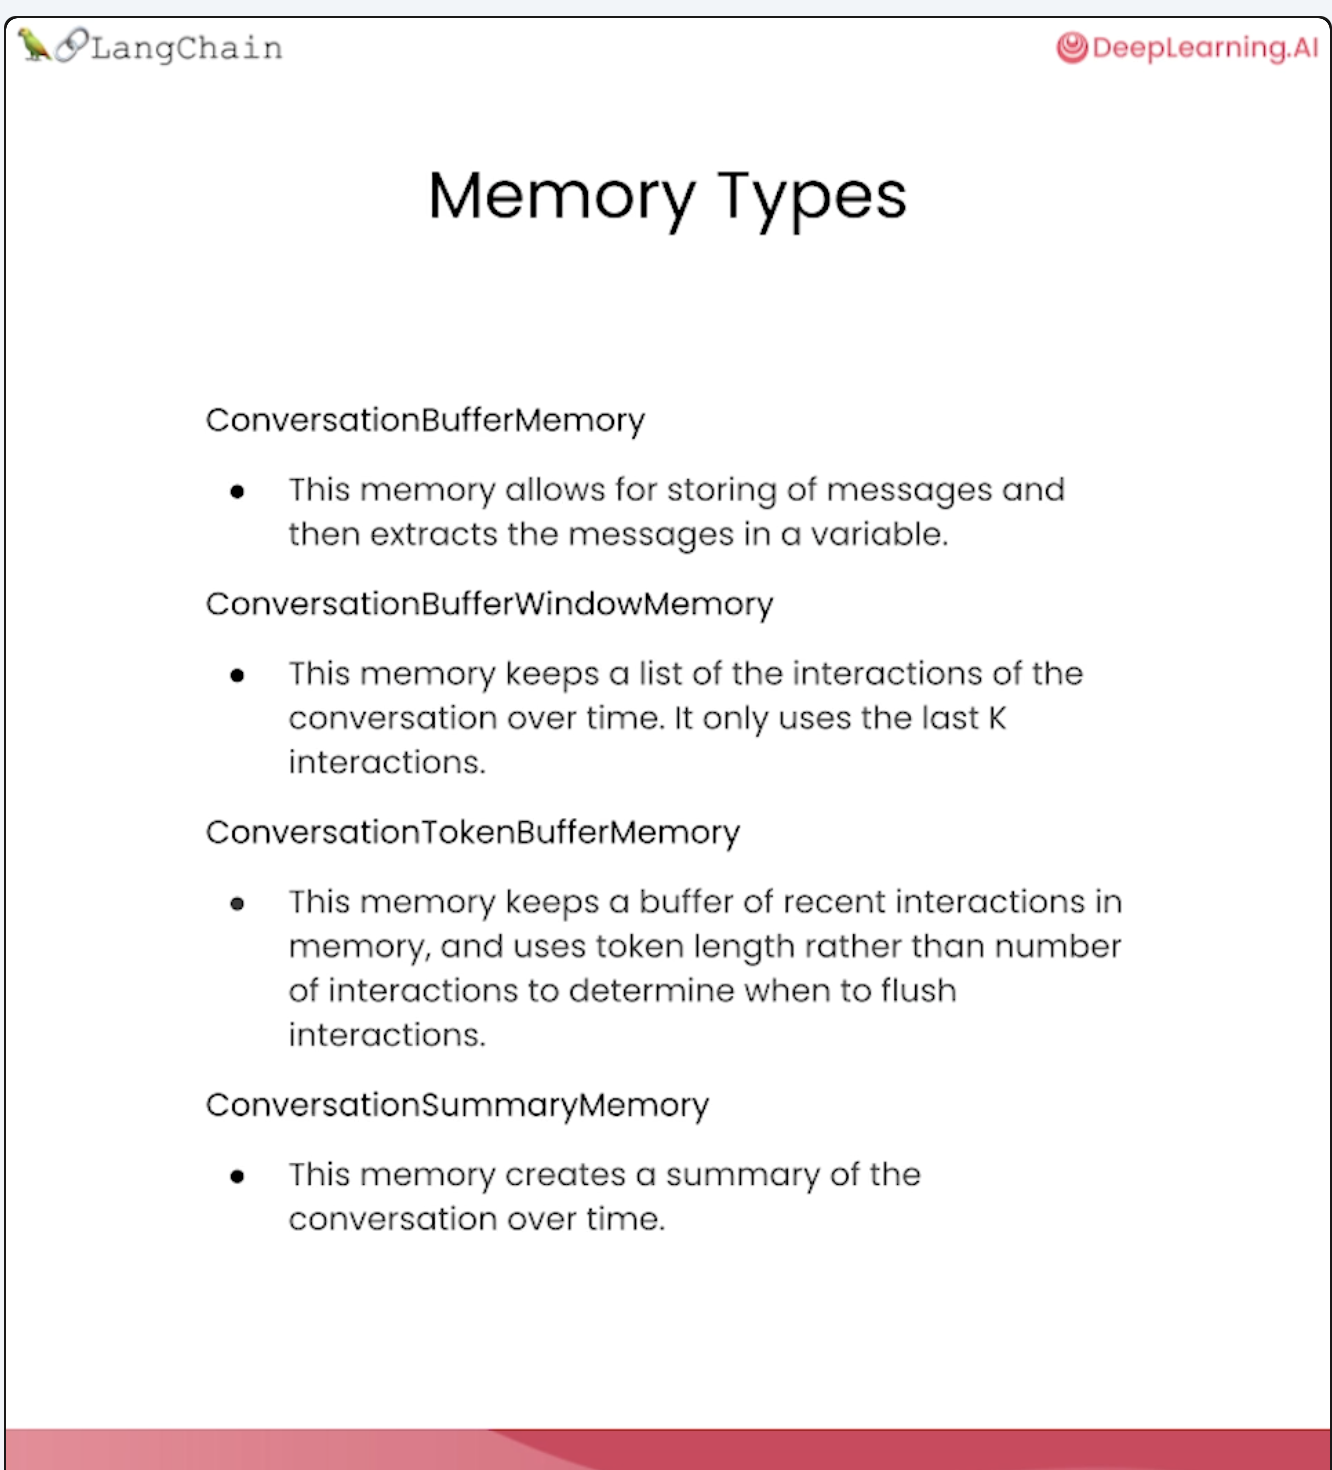 LangChain
DeepLearning.AI
Memory Types
ConversationBufferMemory
● This memory allows for storing of messages and
then extracts the messages in a variable.
ConversationBufferWindowMemory
● This memory keeps a list of the interactions of the
conversation over time. It only uses the last K
interactions.
ConversationTokenBufferMemory
● This memory keeps a buffer of recent interactions in
memory, and uses token length rather than number
of interactions to determine when to flush
interactions.
ConversationSummaryMemory
● This memory creates a summary of the
conversation over time.